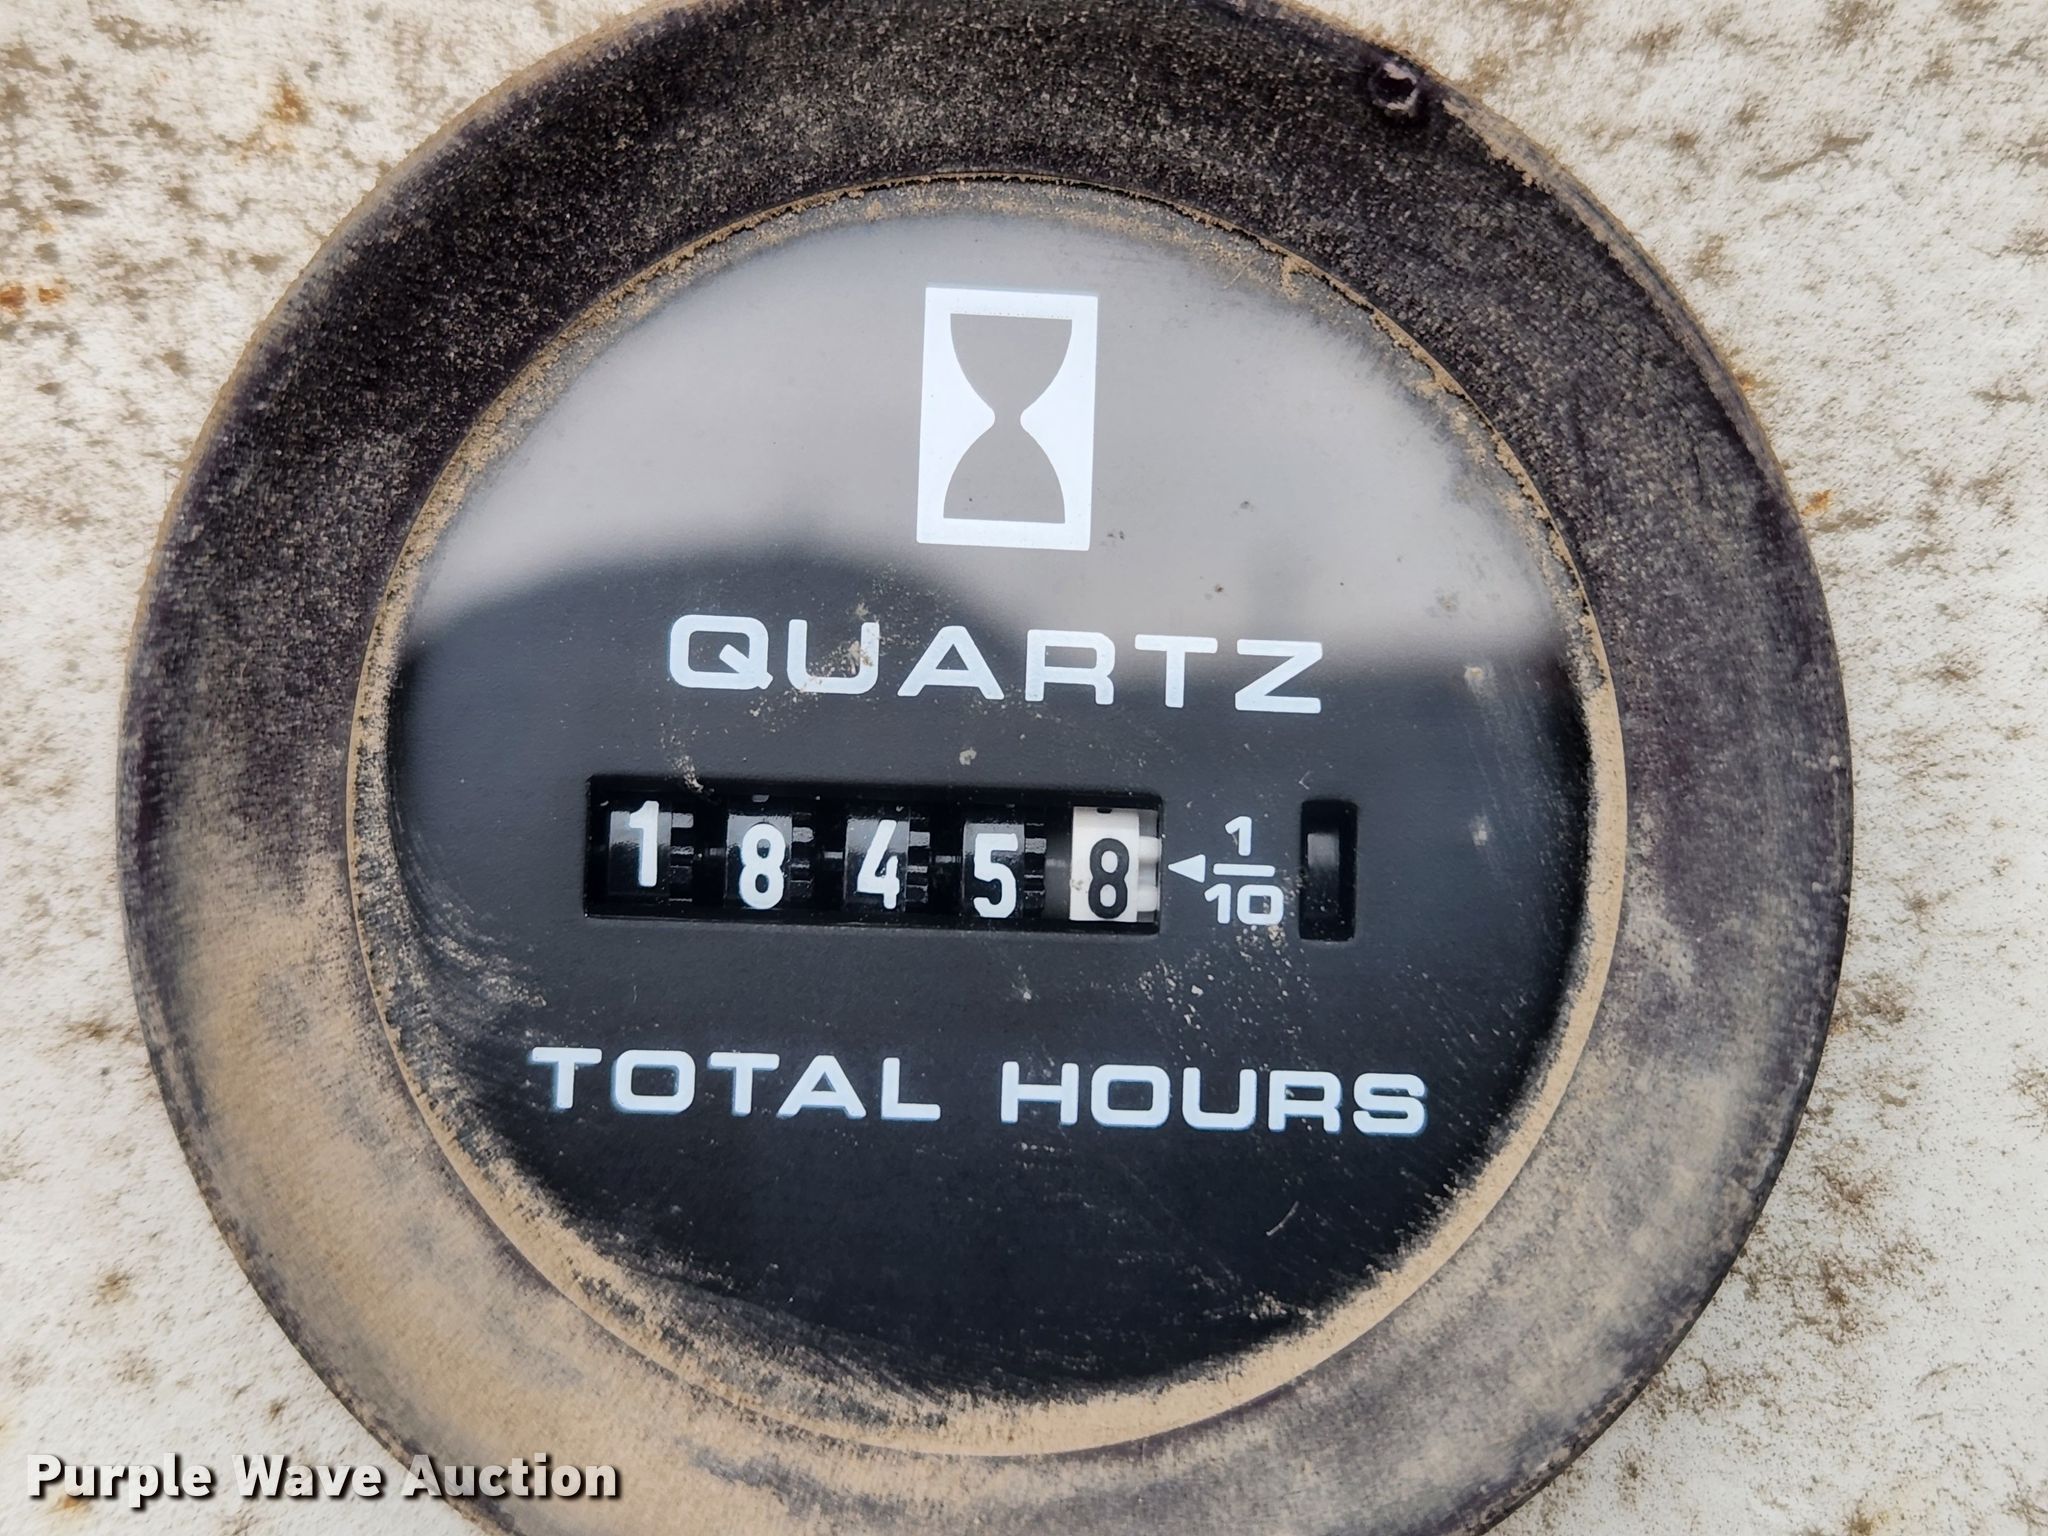 QUARTZ
18458 1/10
TOTAL HOURS
Purple Wave Auction